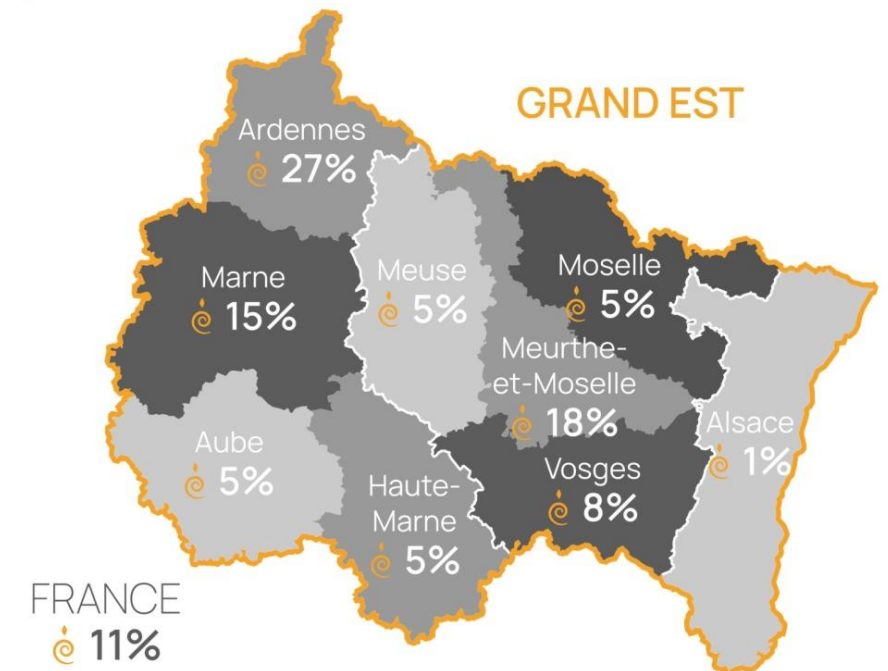 GRAND EST
Ardennes
27%
Marne
15%
Meuse
5%
Moselle
5%
Meurthe-
et-Moselle
18%
Aube
5%
Haute-
Marne
5%
Vosges
8%
Alsace
1%
FRANCE
11%